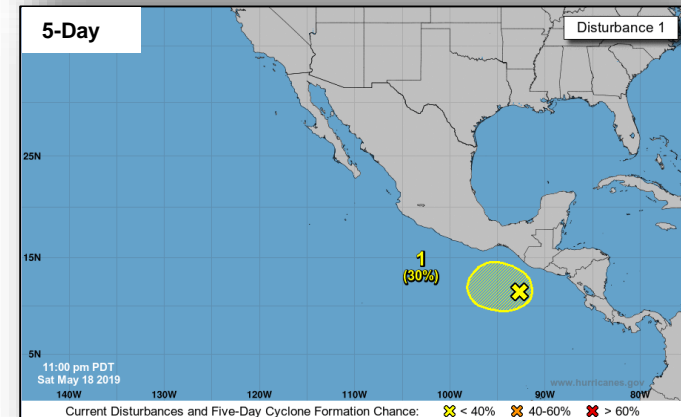 5-Day
Disturbance 1
25N
15N
1
(30%)
5N
11:00 pm PDT
Sat May 18 2019
www.hurricanes.gov
140W 130W 120W 110W 100W 90W 80W
Current Disturbances and Five-Day Cyclone Formation Chance: < 40% 40-60% > 60%